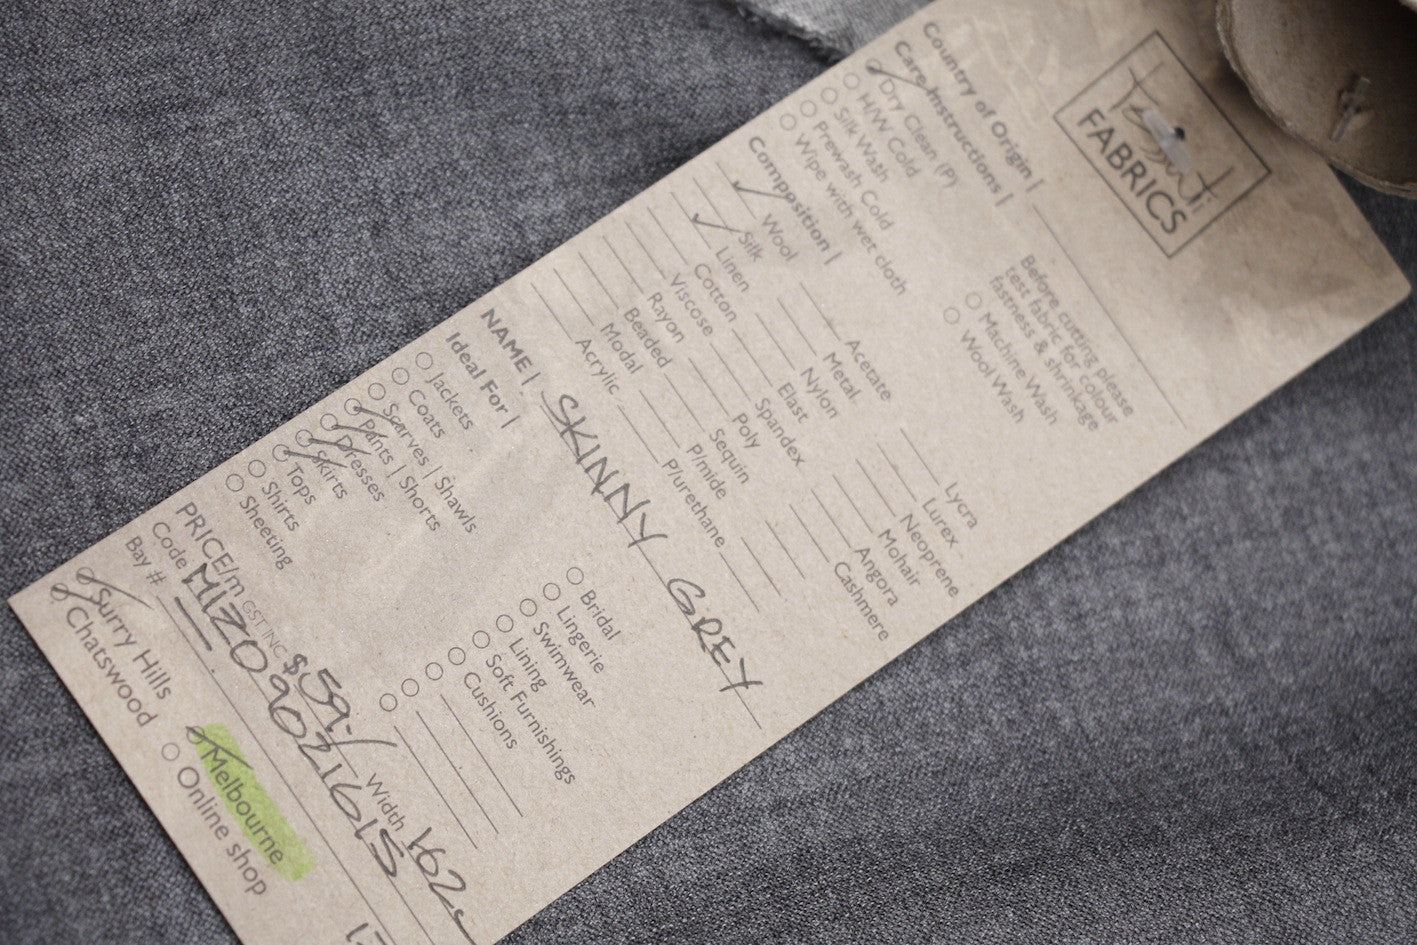 Tessuti
FABRICS
Country of Origin |
Care Instructions |
Dry Clean (P)
H/W Cold
Silk Wash
Prewash Cold
Wipe with wet cloth
Before cutting please
test fabric for colour
fastness & shrinkage
Machine Wash
Wool Wash
Composition |
Wool
Silk
Linen
Cotton
Viscose
Rayon
Beaded
Modal
Acrylic
Acetate
Metal
Nylon
Elast
Spandex
Poly
Sequin
P/mide
P/urethane
Lycra
Lurex
Neoprene
Mohair
Angora
Cashmere
NAME | SKINNY GREY
Ideal For |
Jackets
Coats
Scarves | Shawls
Pants | Shorts
Dresses
Skirts
Tops
Shirts
Sheeting
Bridal
Lingerie
Swimwear
Lining
Soft Furnishings
Cushions
PRICE/m GST INC $59./ Width 162c
Code MIZ090216IS
Bay #
Surry Hills
Chatswood
Melbourne
Online shop